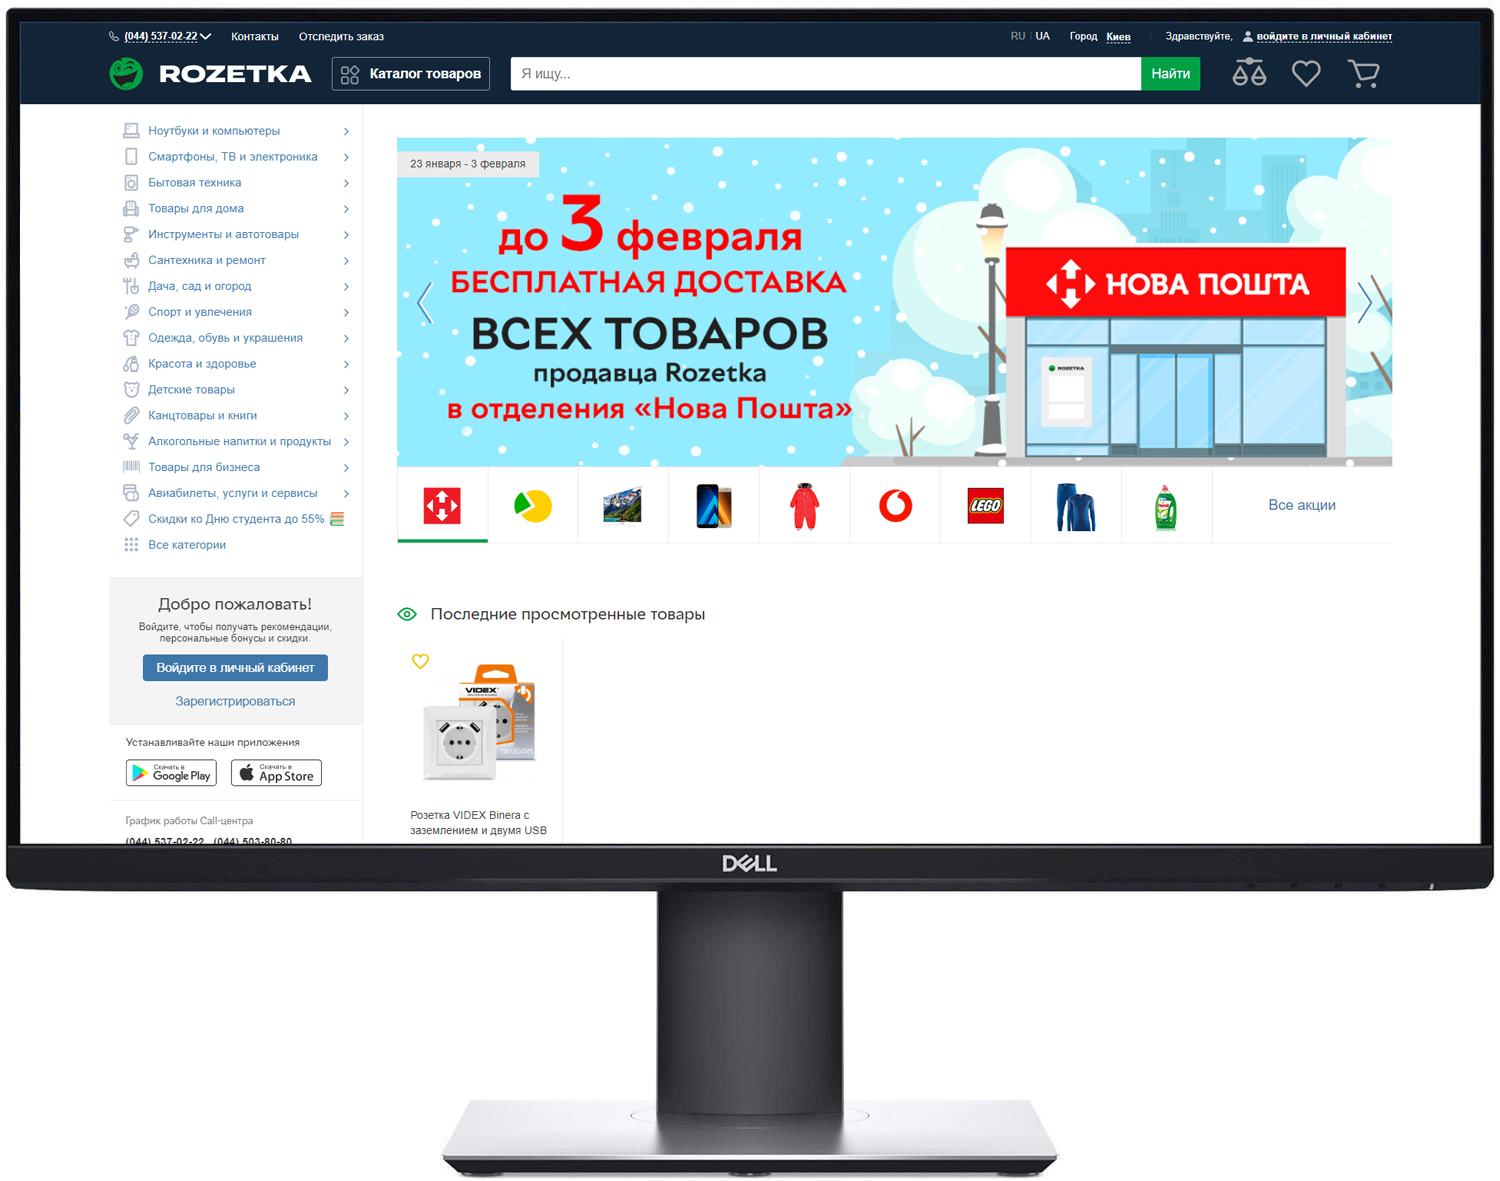 (044) 537-02-22 Контакты Отследить заказ RU UA Город Киев Здравствуйте, войдите в личный кабинет
ROZETKA Каталог товаров Я ищу... Найти
Ноутбуки и компьютеры
Смартфоны, ТВ и электроника
Бытовая техника
Товары для дома
Инструменты и автотовары
Сантехника и ремонт
Дача, сад и огород
Спорт и увлечения
Одежда, обувь и украшения
Красота и здоровье
Детские товары
Канцтовары и книги
Алкогольные напитки и продукты
Товары для бизнеса
Авиабилеты, услуги и сервисы
Скидки ко Дню студента до 55%
Все категории
Добро пожаловать!
Войдите, чтобы получать рекомендации,
персональные бонусы и скидки.
Войдите в личный кабинет
Зарегистрироваться
Устанавливайте наши приложения
Скачать в
Google Play
Скачать в
App Store
График работы Call-центра
(044) 537-02-22 (044) 503-80-80
23 января - 3 февраля
до 3 февраля
БЕСПЛАТНАЯ ДОСТАВКА
ВСЕХ ТОВАРОВ
продавца Rozetka
в отделения «Нова Пошта»
НОВА ПОШТА
ROZETKA
LEGO
Все акции
Последние просмотренные товары
VIDEX
BINERA
Розетка VIDEX Binera с
заземлением и двумя USB
DELL